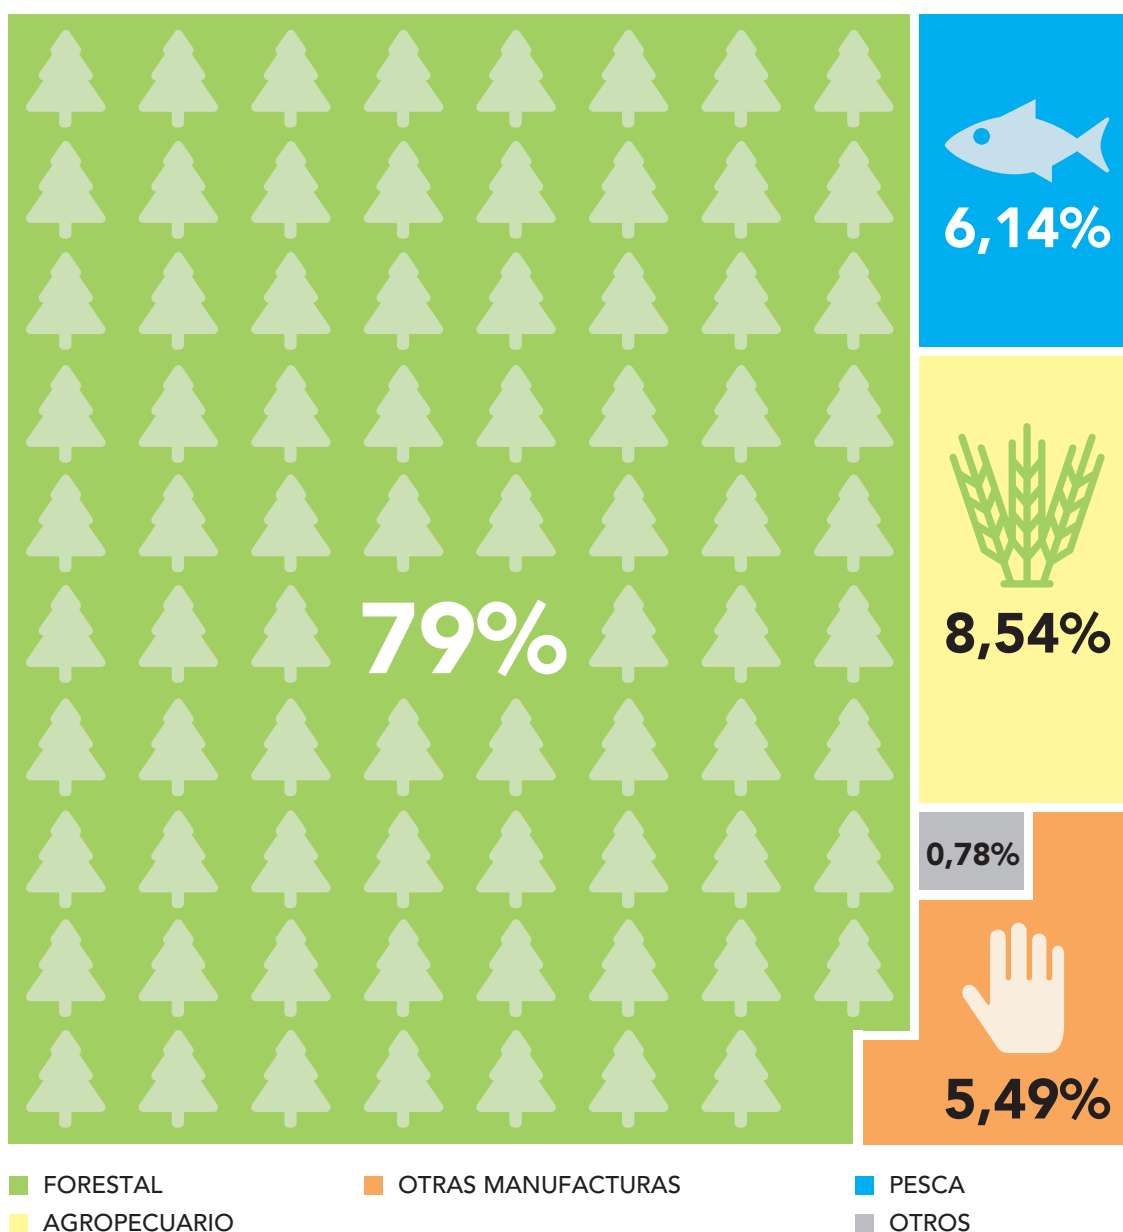 6,14%
8,54%
79%
0,78%
5,49%
FORESTAL
OTRAS MANUFACTURAS
PESCA
AGROPECUARIO
OTROS